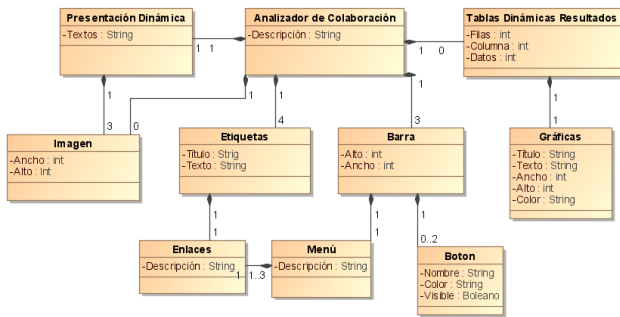 Presentación Dinámica
-Textos : String
Analizador de Colaboración
-Descripción : String
Tablas Dinámicas Resultados
-Filas : int
-Columna : int
-Datos : int
1 1
1 0
1
3
0
1
1
4
1
3
1
1
Imagen
-Ancho : int
-Alto : Int
Etiquetas
-Título : Strig
-Texto : String
Barra
-Alto : int
-Ancho : int
Gráficas
-Título : String
-Texto : String
-Ancho : int
-Alto : int
-Color : String
1
1
1
1
1
0..2
Enlaces
-Descripción : String
1 1..3
Menú
-Descripción : String
Boton
-Nombre : String
-Color : String
-Visible : Boleano